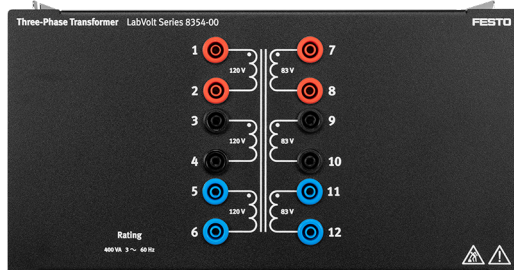 Three-Phase Transformer LabVolt Series 8354-00
FESTO
1 7
120 V 83 V
2 8
3 9
120 V 83 V
4 10
5 11
120 V 83 V
6 12
Rating
400 VA 3 ~ 60 Hz